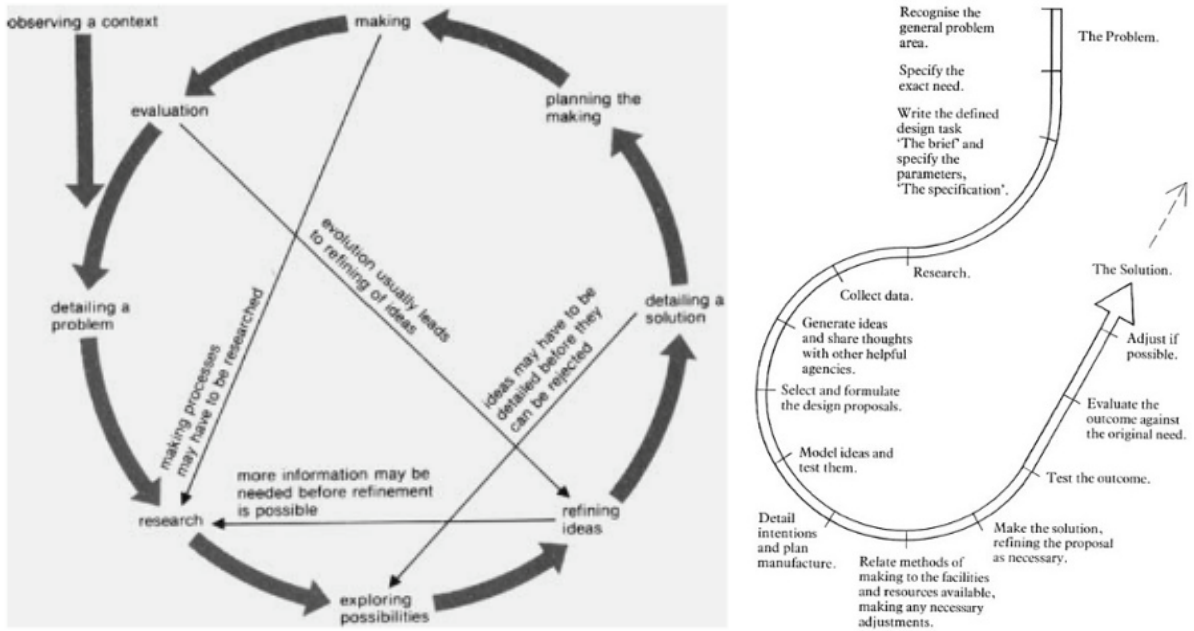 observing a context
making
evaluation
planning the
making
detailing a
problem
detailing a
solution
evolution usually leads
to refining of ideas
making processes
may have to be researched
ideas may have to be
detailed before they
can be rejected
more information may be
needed before refinement
is possible
research
refining
ideas
exploring
possibilities
Recognise the
general problem
area.
The Problem.
Specify the
exact need.
Write the defined
design task
'The brief' and
specify the
parameters,
'The specification'.
Research.
Collect data.
Generate ideas
and share thoughts
with other helpful
agencies.
Select and formulate
the design proposals.
Model ideas and
test them.
Detail
intentions
and plan
manufacture.
Relate methods of
making to the facilities
and resources available,
making any necessary
adjustments.
Make the solution,
refining the proposal
as necessary.
Test the outcome.
Evaluate the
outcome against
the original need.
Adjust if
possible.
The Solution.